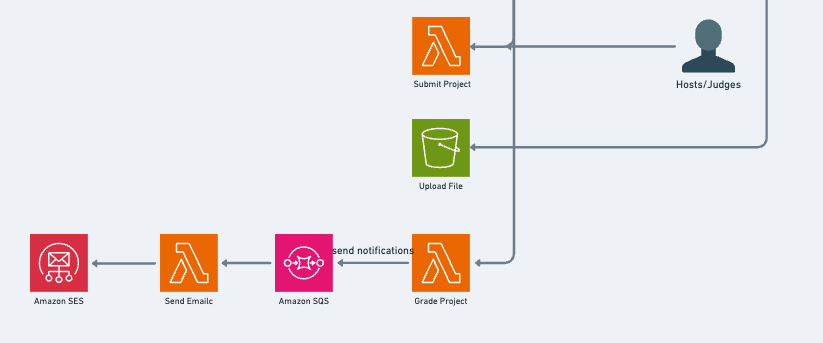 Submit Project
Hosts/Judges
Upload File
send notifications
Amazon SES
Send Emailc
Amazon SQS
Grade Project